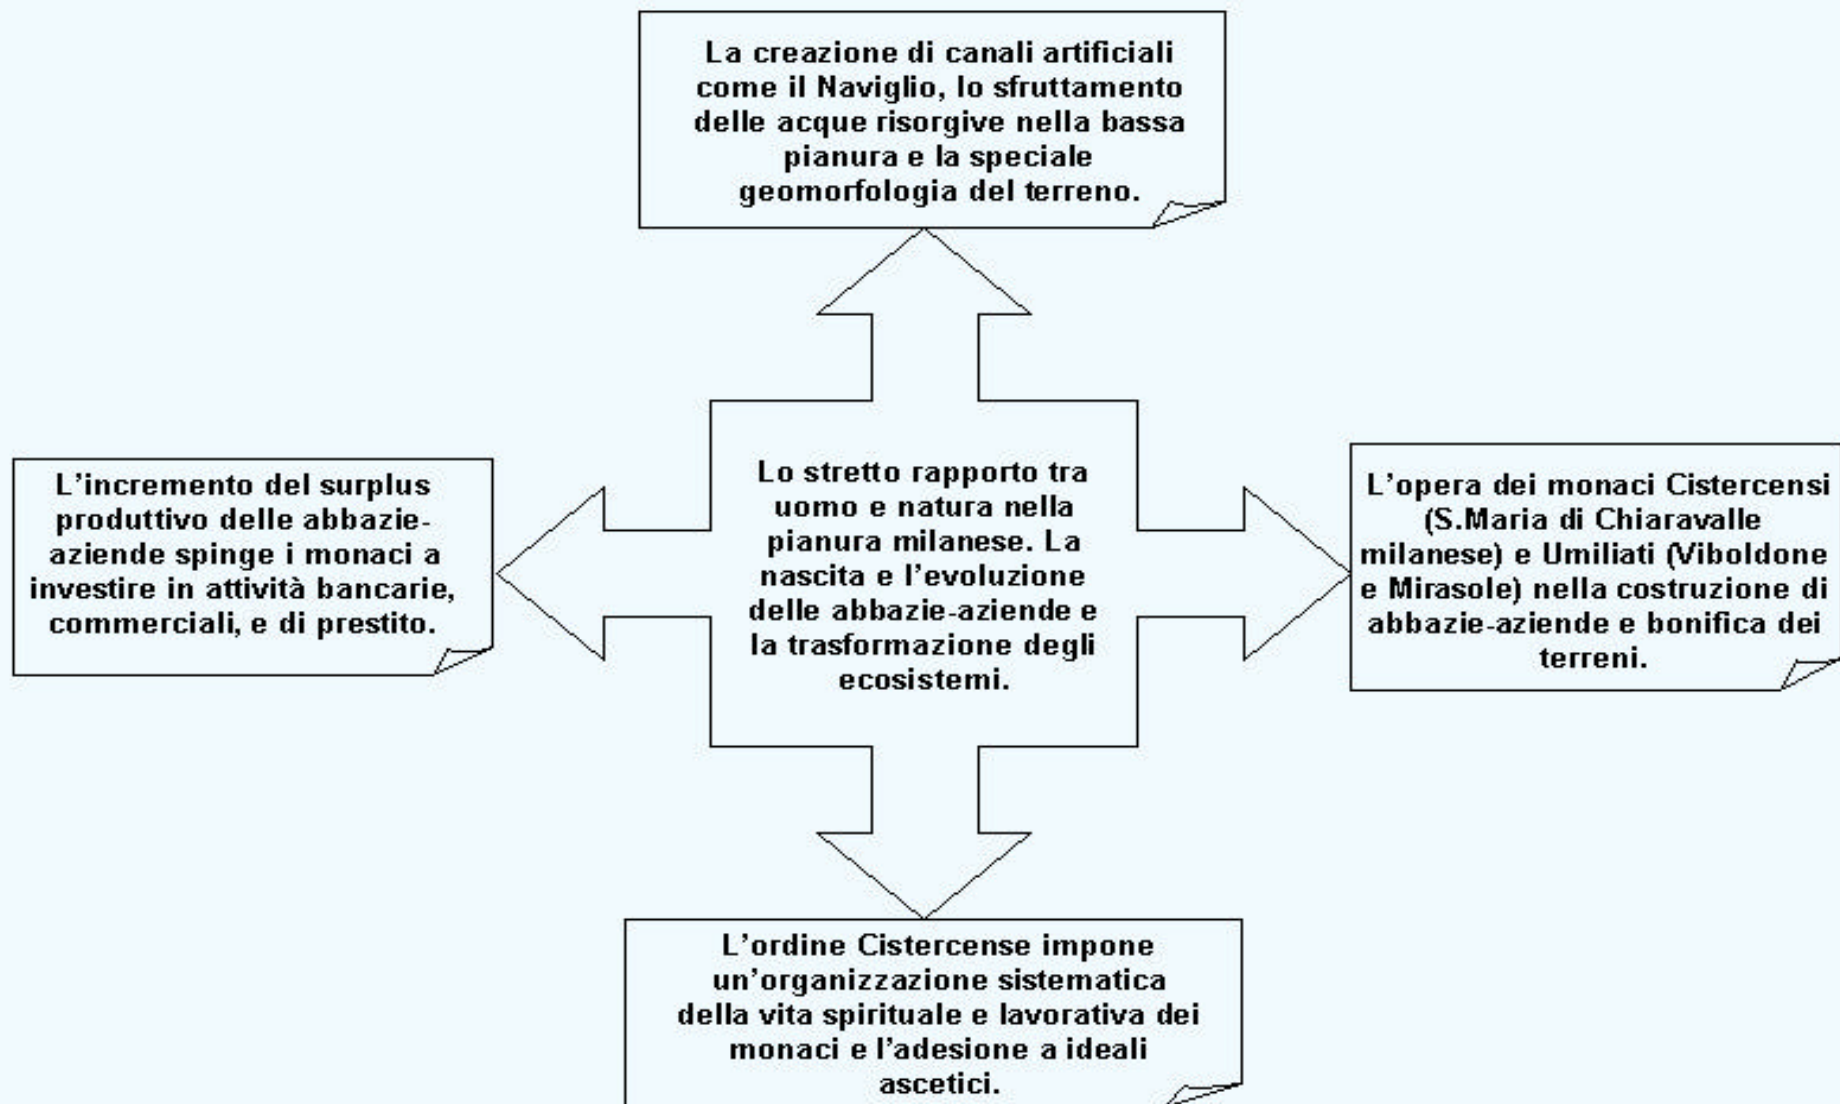 La creazione di canali artificiali
come il Naviglio, lo sfruttamento
delle acque risorgive nella bassa
pianura e la speciale
geomorfologia del terreno.
L'incremento del surplus
produttivo delle abbazie-
aziende spinge i monaci a
investire in attività bancarie,
commerciali, e di prestito.
Lo stretto rapporto tra
uomo e natura nella
pianura milanese. La
nascita e l'evoluzione
delle abbazie-aziende e
la trasformazione degli
ecosistemi.
L'opera dei monaci Cistercensi
(S.Maria di Chiaravalle
milanese) e Umiliati (Viboldone
e Mirasole) nella costruzione di
abbazie-aziende e bonifica dei
terreni.
L'ordine Cistercense impone
un'organizzazione sistematica
della vita spirituale e lavorativa dei
monaci e l'adesione a ideali
ascetici.